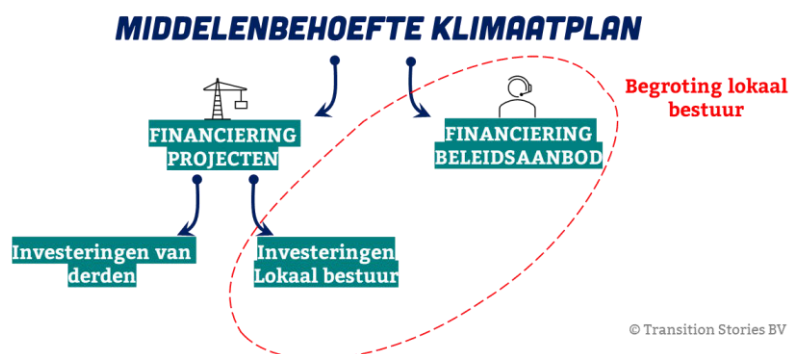 MIDDELENBEHOEFTE KLIMAATPLAN
Begroting lokaal
bestuur
FINANCIERING
PROJECTEN
FINANCIERING
BELEIDSAANBOD
Investeringen van
derden
Investeringen
Lokaal bestuur
© Transition Stories BV